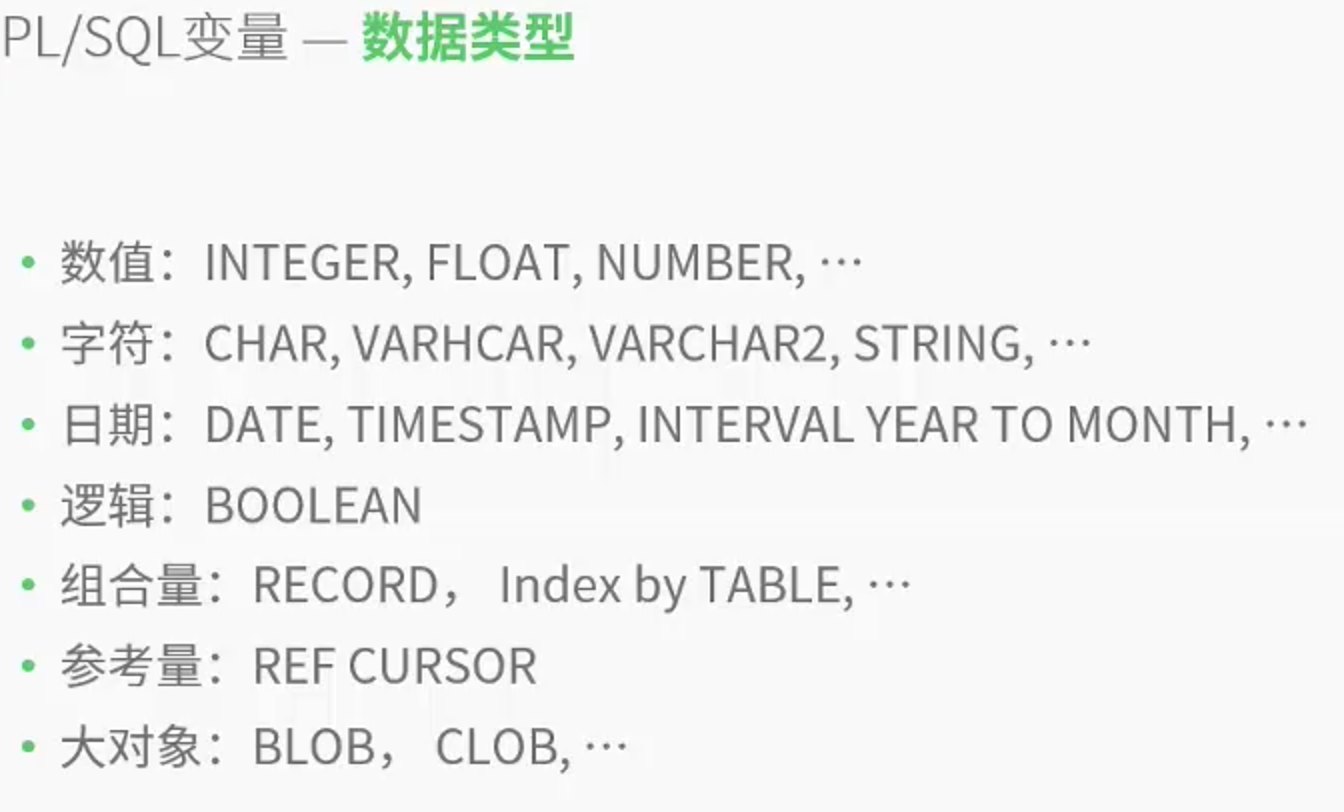 PL/SQL变量 — 数据类型
• 数值：INTEGER, FLOAT, NUMBER, ⋯
• 字符：CHAR, VARHCAR, VARCHAR2, STRING, ⋯
• 日期：DATE, TIMESTAMP, INTERVAL YEAR TO MONTH, ⋯
• 逻辑：BOOLEAN
• 组合量：RECORD， Index by TABLE, ⋯
• 参考量：REF CURSOR
• 大对象：BLOB， CLOB, ⋯